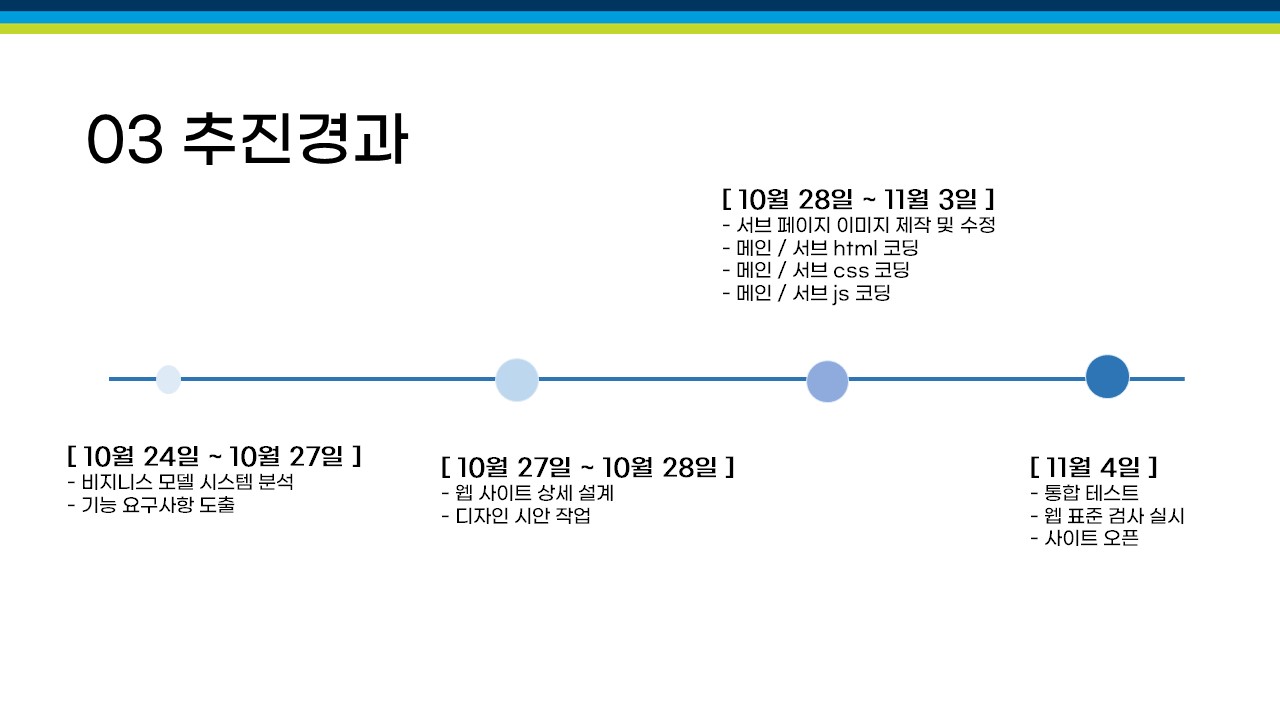 03 추진경과
[ 10월 24일 ~ 10월 27일 ]
- 비지니스 모델 시스템 분석
- 기능 요구사항 도출
[ 10월 27일 ~ 10월 28일 ]
- 웹 사이트 상세 설계
- 디자인 시안 작업
[ 10월 28일 ~ 11월 3일 ]
- 서브 페이지 이미지 제작 및 수정
- 메인 / 서브 html 코딩
- 메인 / 서브 css 코딩
- 메인 / 서브 js 코딩
[ 11월 4일 ]
- 통합 테스트
- 웹 표준 검사 실시
- 사이트 오픈